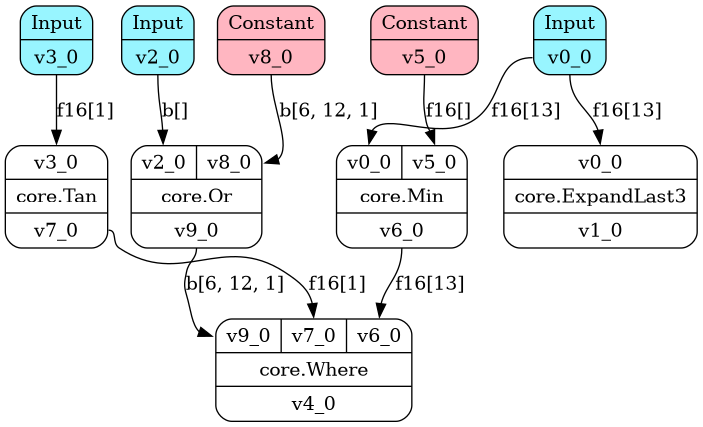 Input
v3_0
Input
v2_0
Constant
v8_0
Constant
v5_0
Input
v0_0
f16[1]
b[]
b[6, 12, 1]
f16[]
f16[13]
f16[13]
v3_0
core.Tan
v7_0
v2_0 v8_0
core.Or
v9_0
v0_0 v5_0
core.Min
v6_0
v0_0
core.ExpandLast3
v1_0
b[6, 12, 1]
f16[1]
f16[13]
v9_0 v7_0 v6_0
core.Where
v4_0